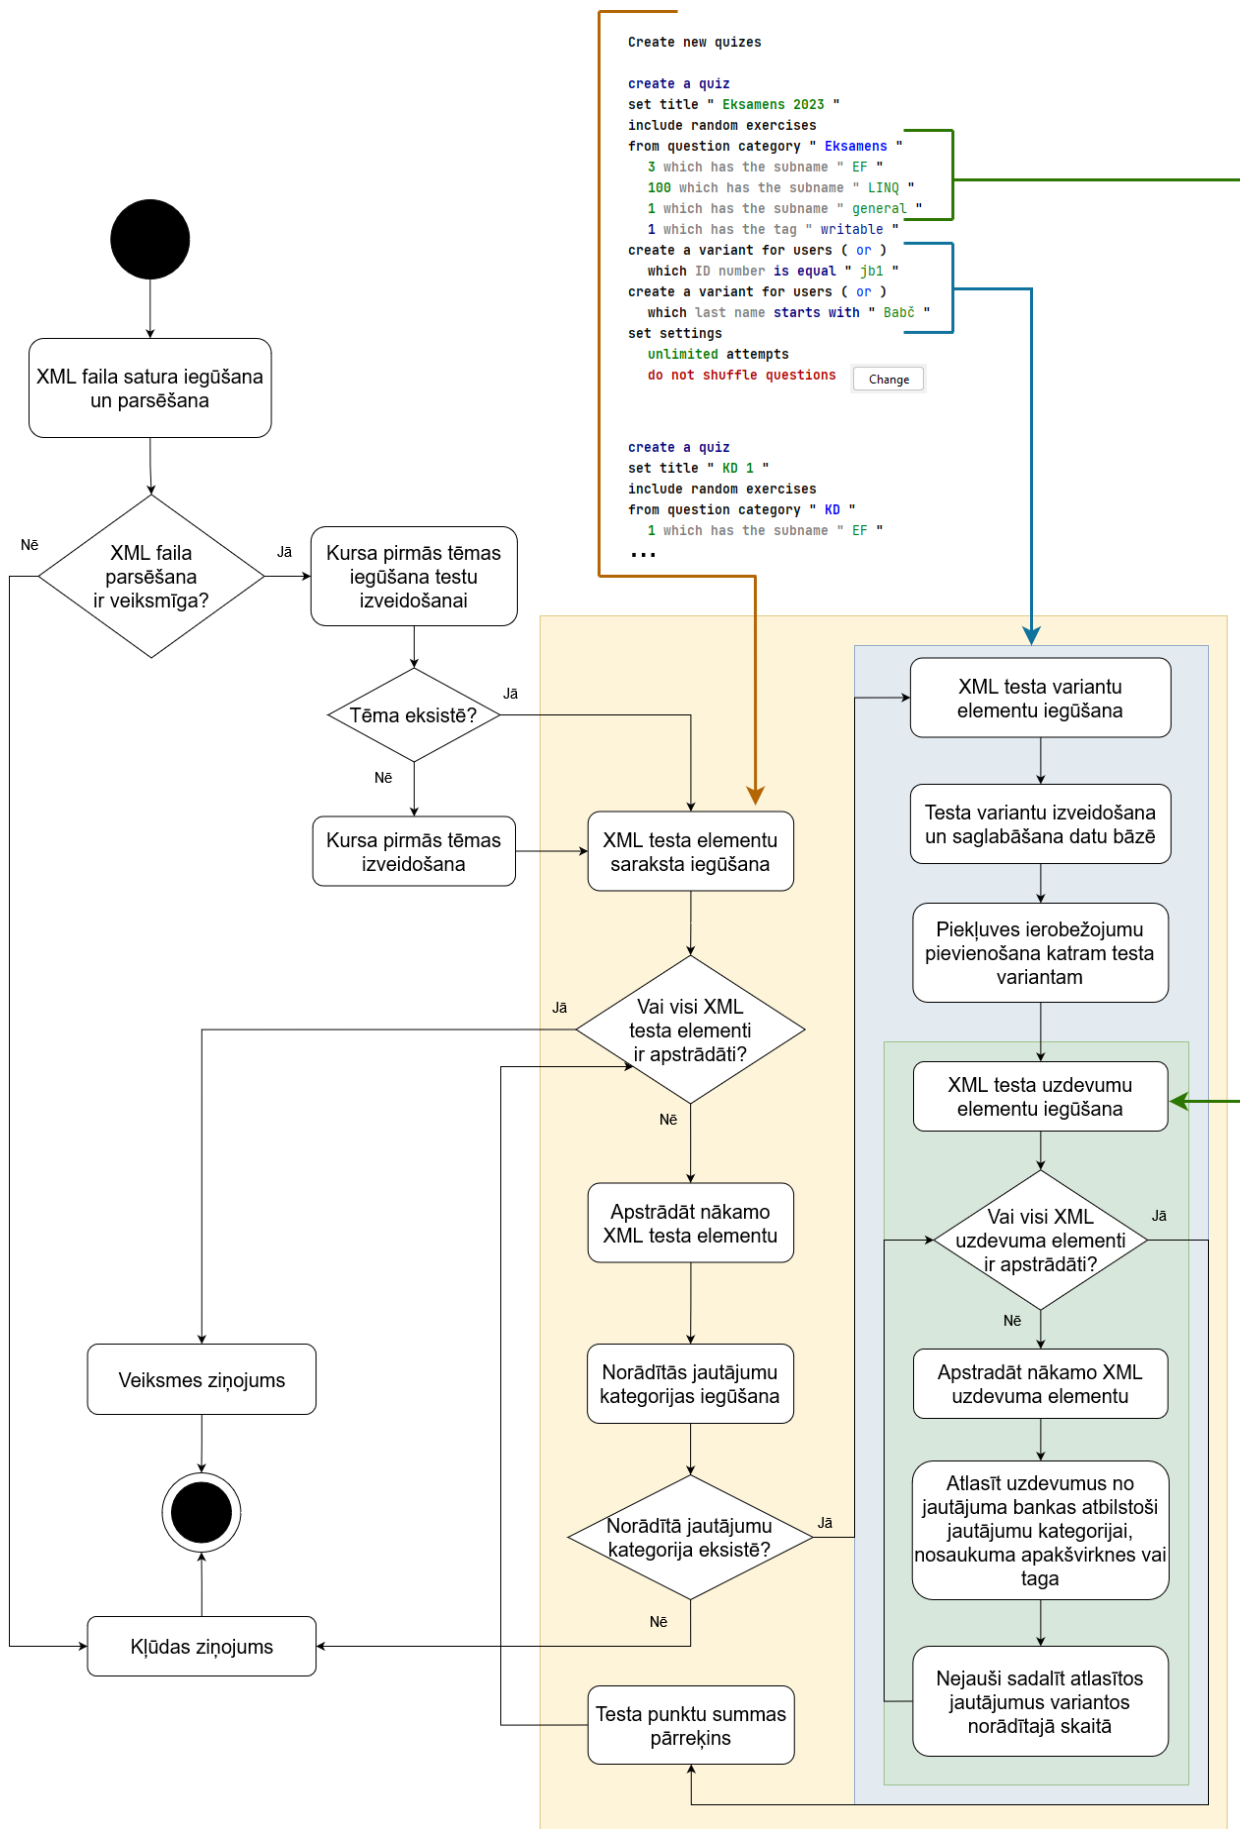 Create new quizes
create a quiz
set title " Eksamens 2023 "
include random exercises
from question category " Eksamens "
3 which has the subname " EF "
100 which has the subname " LINQ "
1 which has the subname " general "
1 which has the tag " writable "
create a variant for users ( or )
which ID number is equal " jb1 "
create a variant for users ( or )
which last name starts with " Babč "
set settings
unlimited attempts
do not shuffle questions
Change
create a quiz
set title " KD 1 "
include random exercises
from question category " KD "
1 which has the subname " EF "
...
XML faila satura iegūšana
un parsēšana
XML faila
parsēšana
ir veiksmīga?
Nē
Jā
Kursa pirmās tēmas
iegūšana testu
izveidošanai
Tēma eksistē?
Jā
Nē
Kursa pirmās tēmas
izveidošana
XML testa elementu
saraksta iegūšana
Vai visi XML
testa elementi
ir apstrādāti?
Jā
Nē
Apstrādāt nākamo
XML testa elementu
Norādītās jautājumu
kategorijas iegūšana
Norādītā jautājumu
kategorija eksistē?
Jā
Nē
Veiksmes ziņojums
Kļūdas ziņojums
Testa punktu summas
pārreķins
XML testa variantu
elementu iegūšana
Testa variantu izveidošana
un saglabāšana datu bāzē
Piekļuves ierobežojumu
pievienošana katram testa
variantam
XML testa uzdevumu
elementu iegūšana
Vai visi XML
uzdevuma elementi
ir apstrādāti?
Jā
Nē
Apstradāt nākamo XML
uzdevuma elementu
Atlasīt uzdevumus no
jautājuma bankas atbilstoši
jautājumu kategorijai,
nosaukuma apakšvirknes vai
taga
Nejauši sadalīt atlasītos
jautājumus variantos
norādītajā skaitā